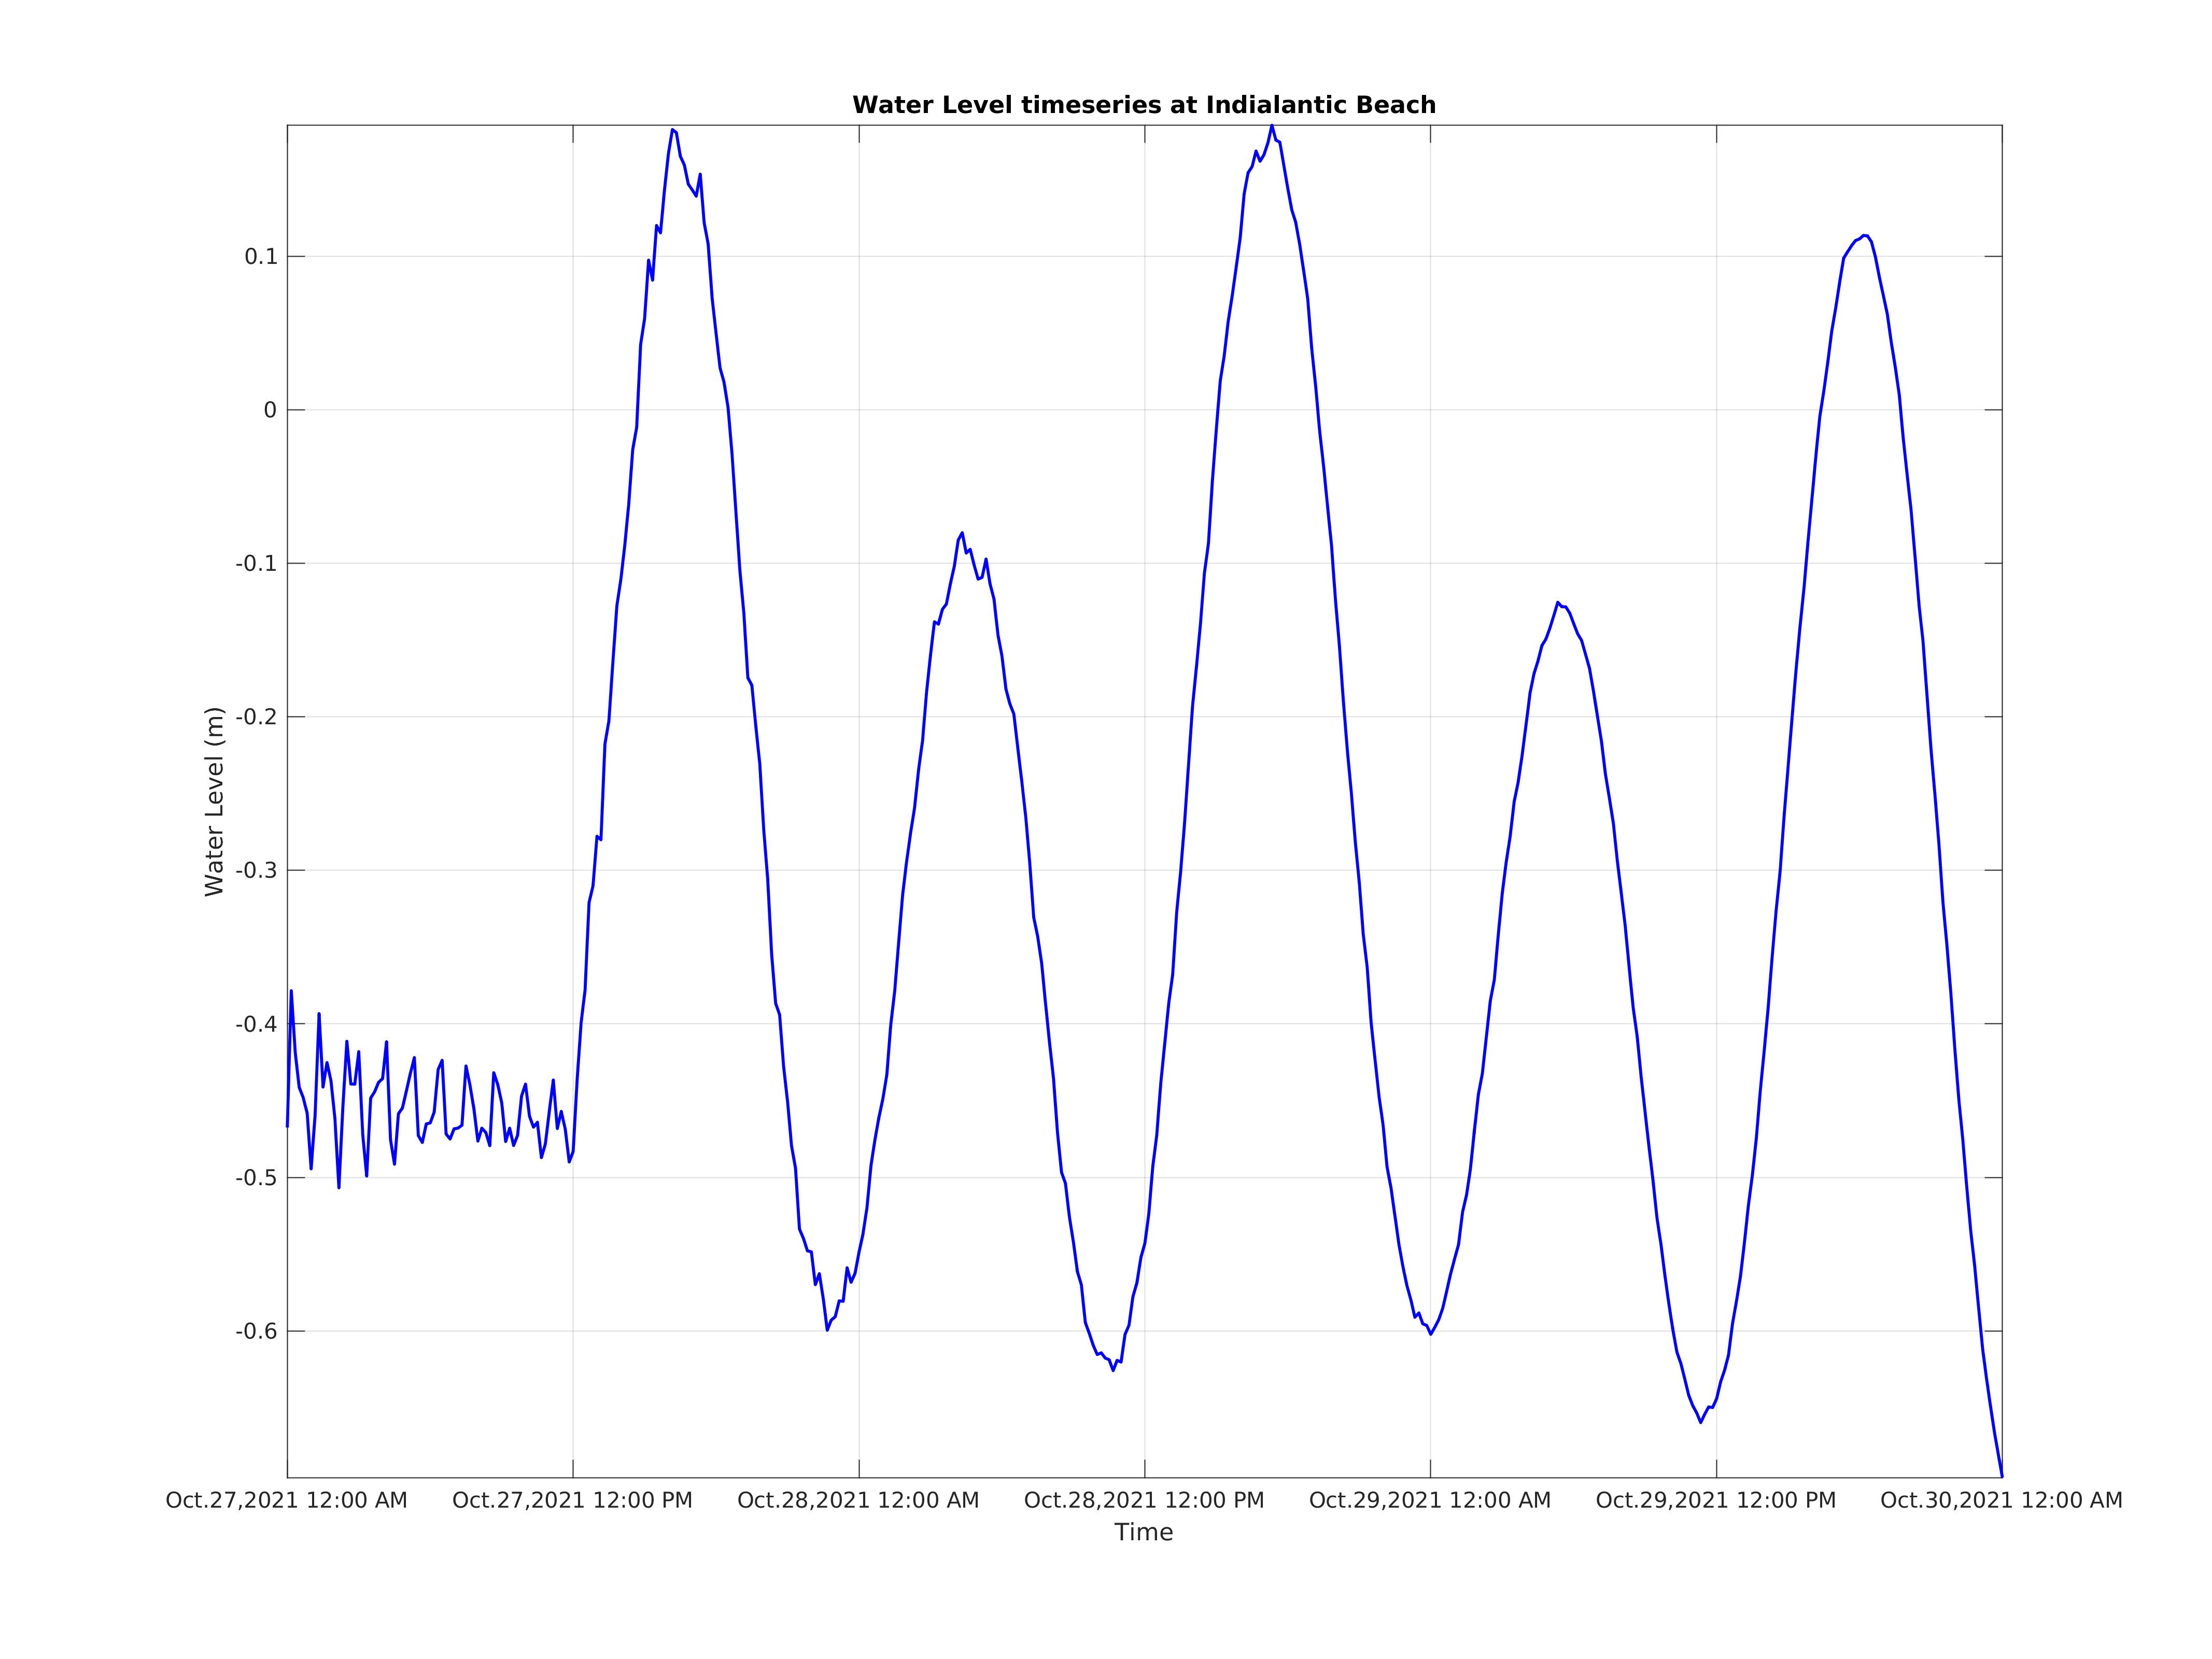 Water Level timeseries at Indialantic Beach
0.1
0
-0.1
-0.2
-0.3
-0.4
-0.5
-0.6
Water Level (m)
Oct.27,2021 12:00 AM Oct.27,2021 12:00 PM Oct.28,2021 12:00 AM Oct.28,2021 12:00 PM Oct.29,2021 12:00 AM Oct.29,2021 12:00 PM Oct.30,2021 12:00 AM
Time